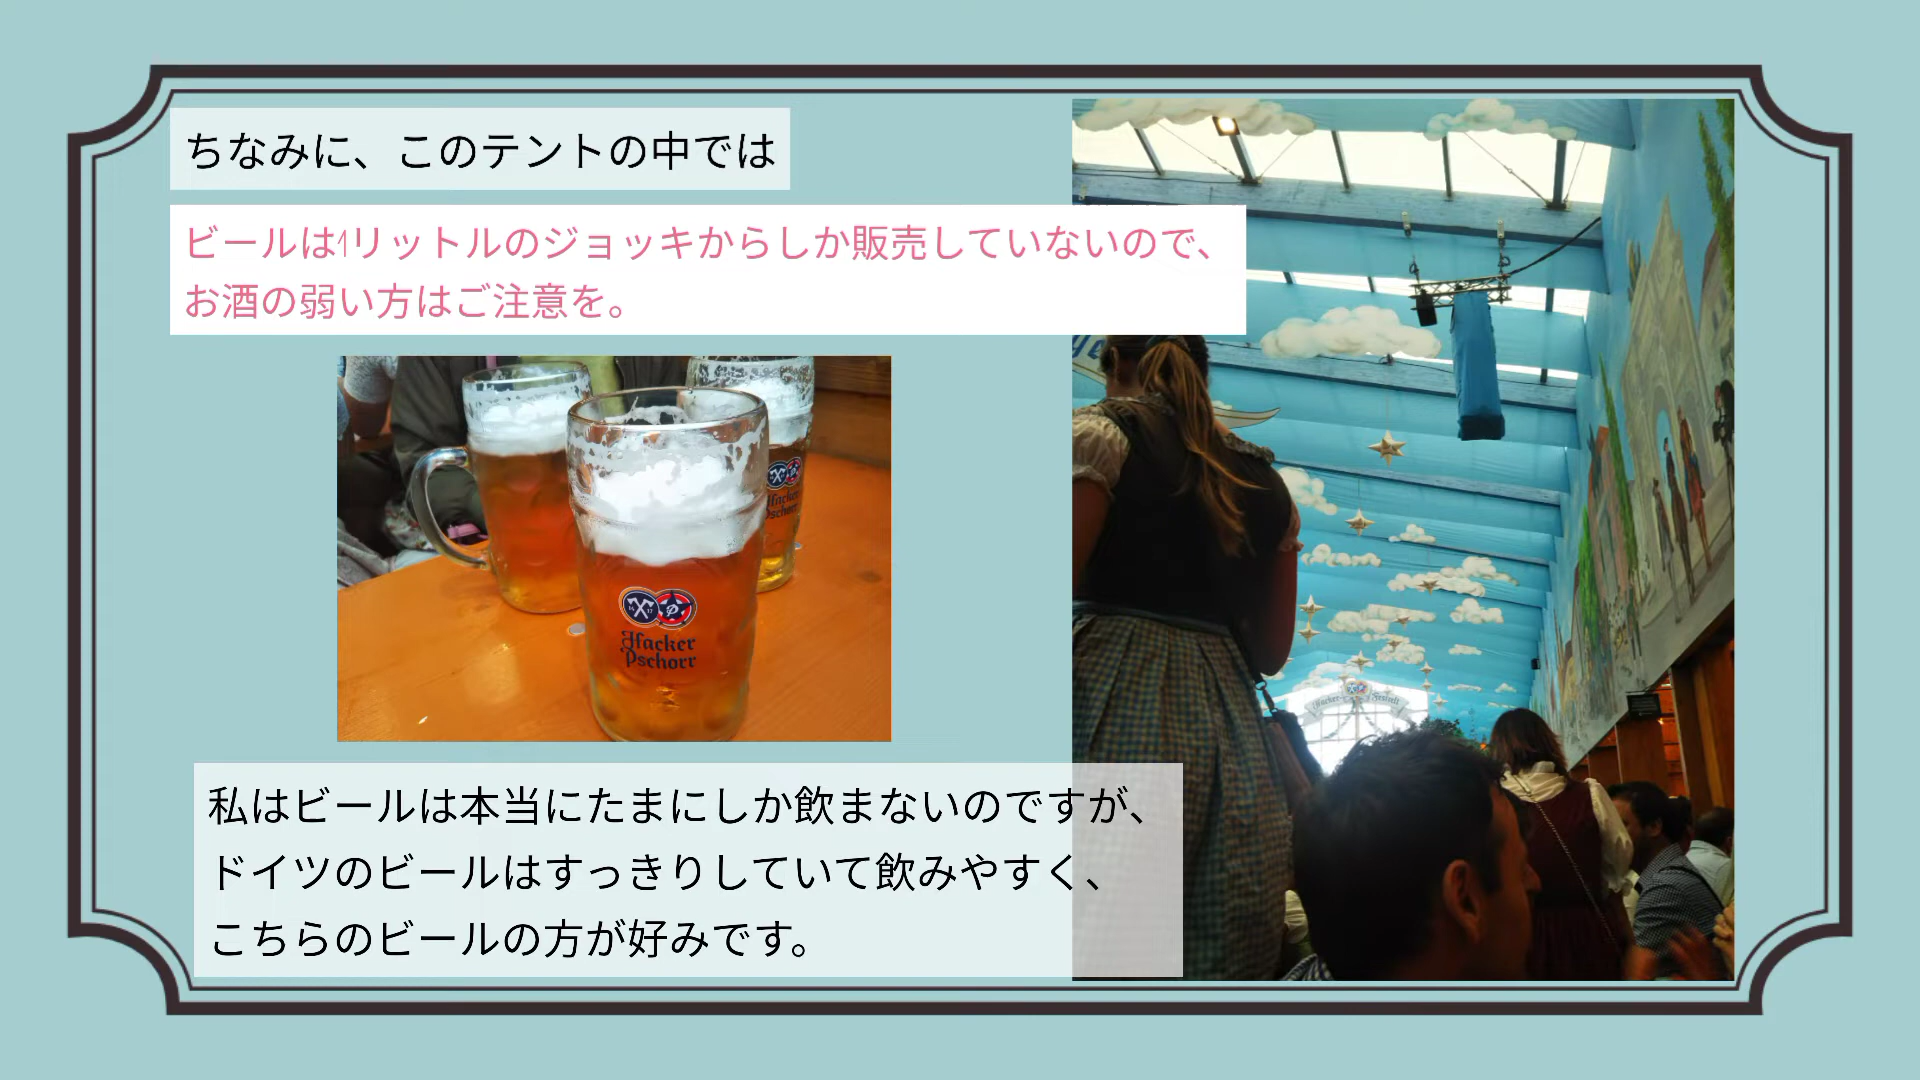 ちなみに、このテントの中では
ビールは1リットルのジョッキからしか販売していないので、
お酒の弱い方はご注意を。
Hacker
Pschorr
Hacker
Pschorr
私はビールは本当にたまにしか飲まないのですが、
ドイツのビールはすっきりしていて飲みやすく、
こちらのビールの方が好みです。